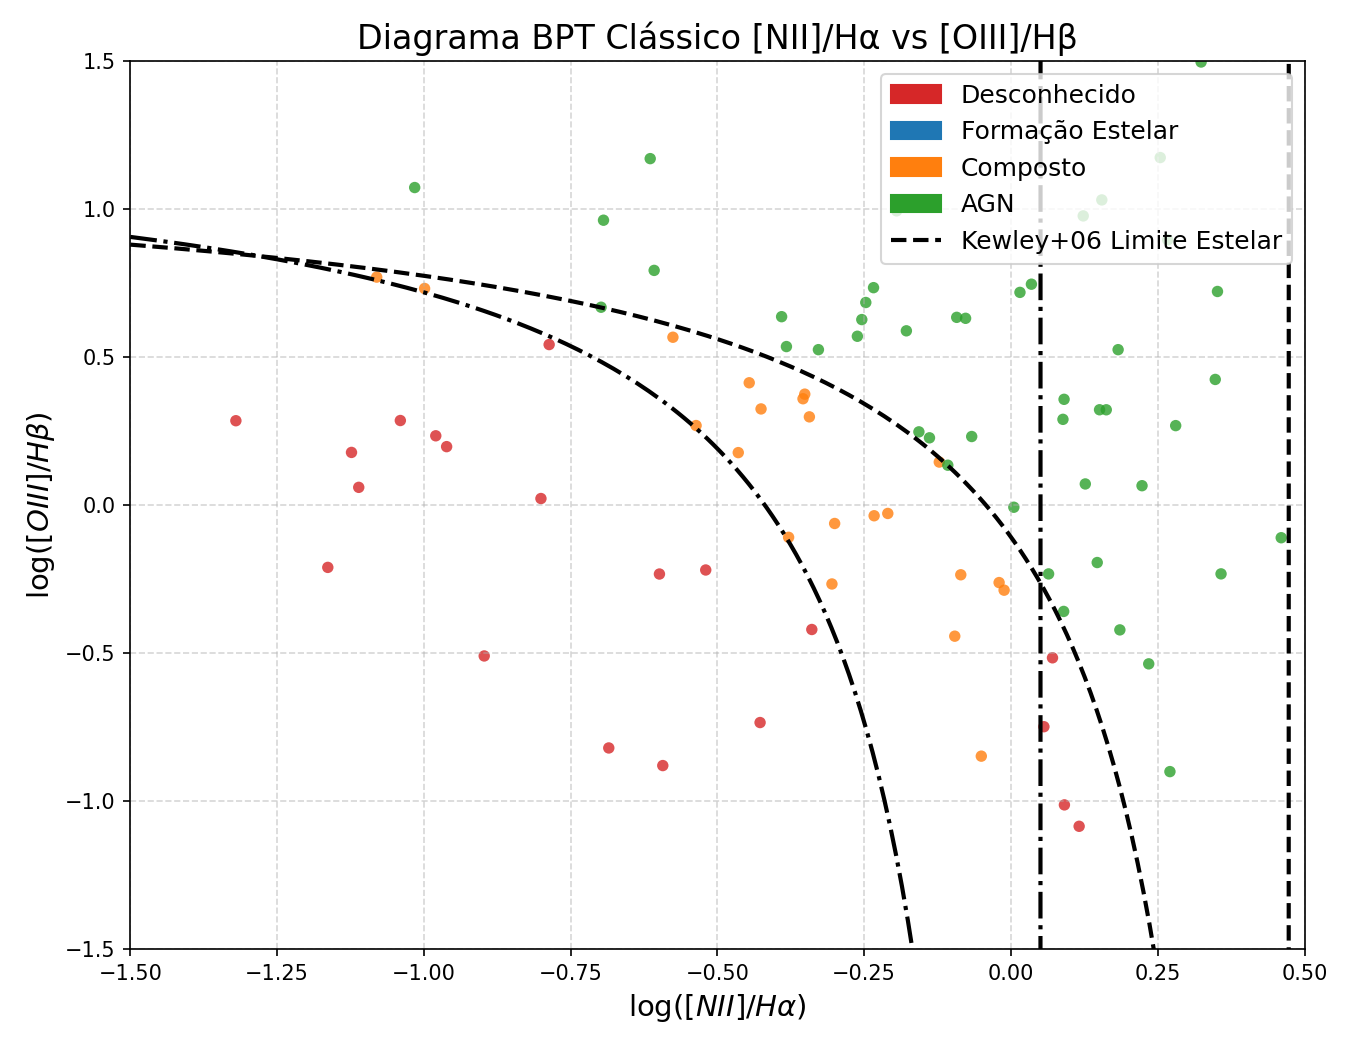 Diagrama BPT Clássico [NII]/Hα vs [OIII]/Hβ
Desconhecido
Formação Estelar
Composto
AGN
Kewley+06 Limite Estelar
log([OIII]/Hβ)
1.5
1.0
0.5
0.0
−0.5
−1.0
−1.5
−1.50 −1.25 −1.00 −0.75 −0.50 −0.25 0.00 0.25 0.50
log([NII]/Hα)